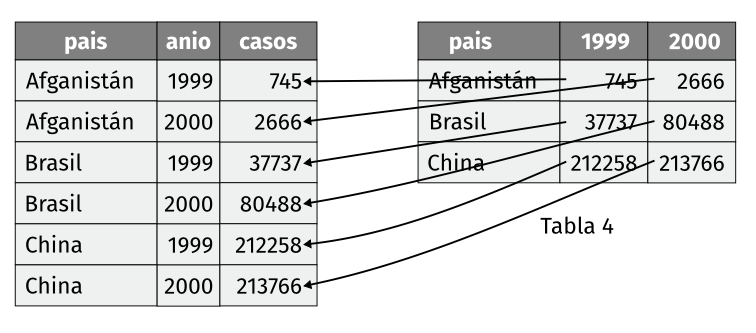 pais anio casos
Afganistán 1999 745
Afganistán 2000 2666
Brasil 1999 37737
Brasil 2000 80488
China 1999 212258
China 2000 213766
pais 1999 2000
Afganistán 745 2666
Brasil 37737 80488
China 212258 213766
Tabla 4